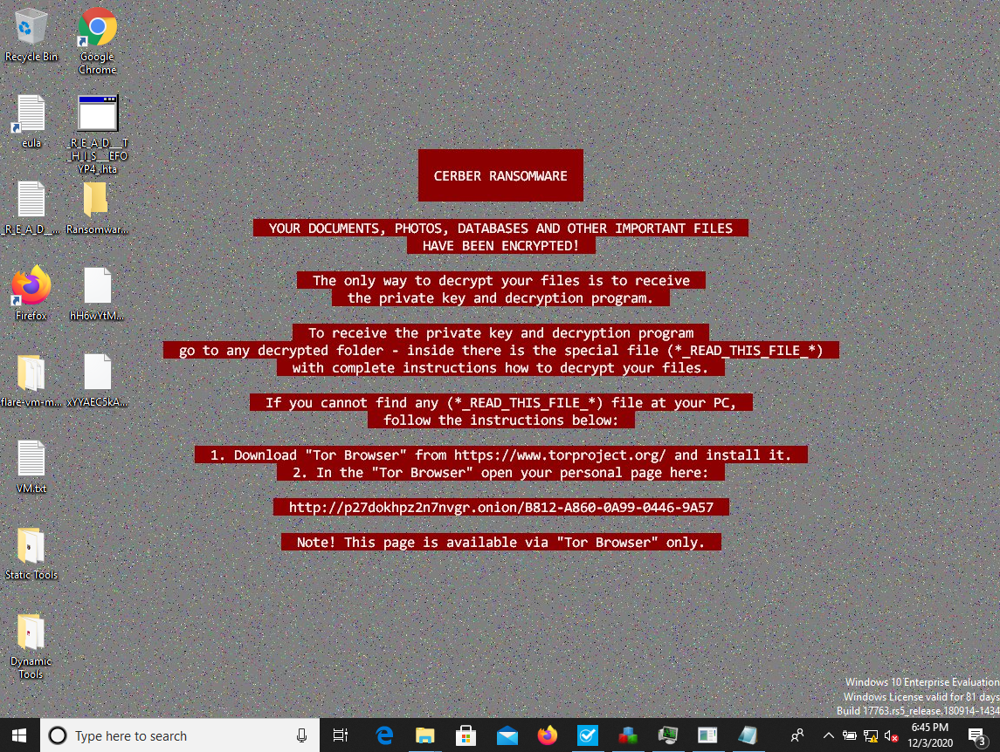 Recycle Bin
Google
Chrome
eula
_R_E_A_D___T
_H_I_S___EFO
YP4_.hta
_R_E_A_D__...
Ransomwar...
Firefox
hH6wYtM...
flare-vm-m...
xYYAEC5kA...
VM.txt
Static Tools
Dynamic
Tools
CERBER RANSOMWARE
YOUR DOCUMENTS, PHOTOS, DATABASES AND OTHER IMPORTANT FILES
HAVE BEEN ENCRYPTED!
The only way to decrypt your files is to receive
the private key and decryption program.
To receive the private key and decryption program
go to any decrypted folder - inside there is the special file (*_READ_THIS_FILE_*)
with complete instructions how to decrypt your files.
If you cannot find any (*_READ_THIS_FILE_*) file at your PC,
follow the instructions below:
1. Download "Tor Browser" from https://www.torproject.org/ and install it.
2. In the "Tor Browser" open your personal page here:
http://p27dokhpz2n7nvgr.onion/B812-A860-0A99-0446-9A57
Note! This page is available via "Tor Browser" only.
Windows 10 Enterprise Evaluation
Windows License valid for 81 days
Build 17763.rs5_release.180914-1434
Type here to search
6:45 PM
12/3/2020
3